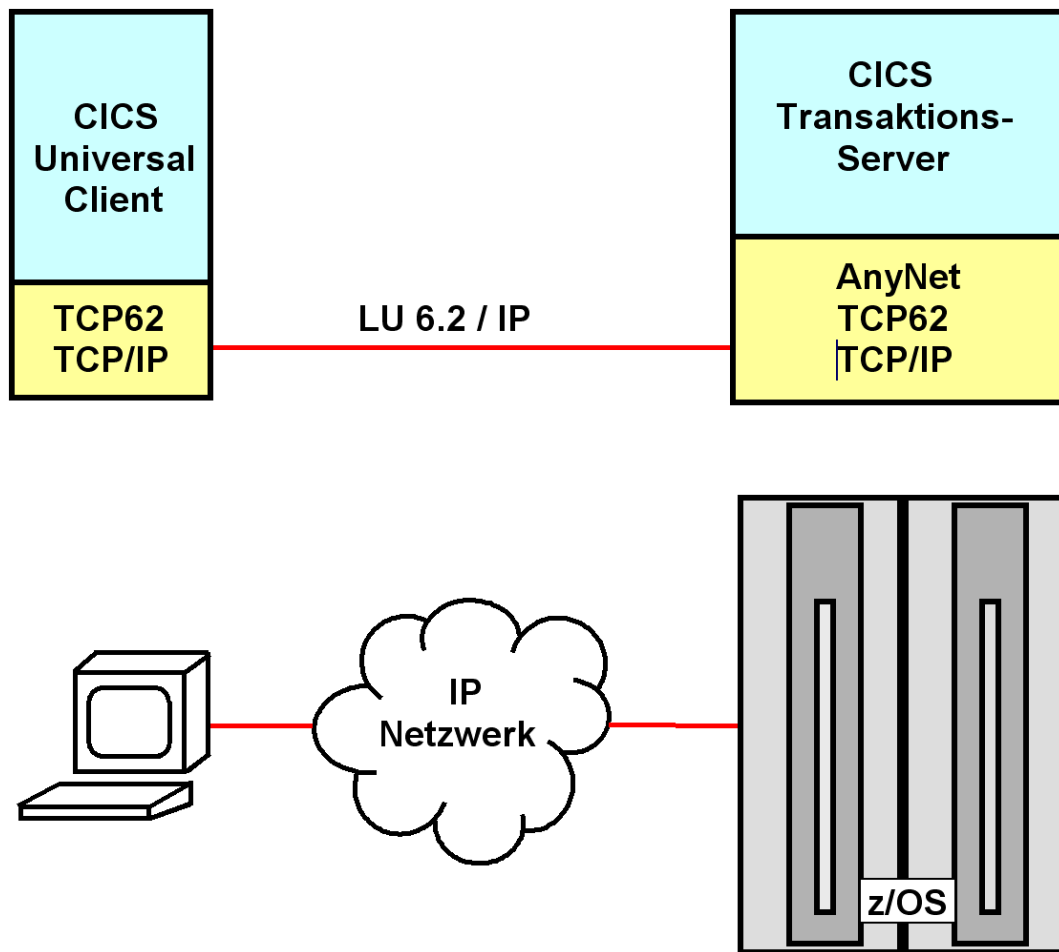 CICS
Universal
Client
TCP62
TCP/IP
LU 6.2 / IP
CICS
Transaktions-
Server
AnyNet
TCP62
TCP/IP
IP
Netzwerk
z/OS